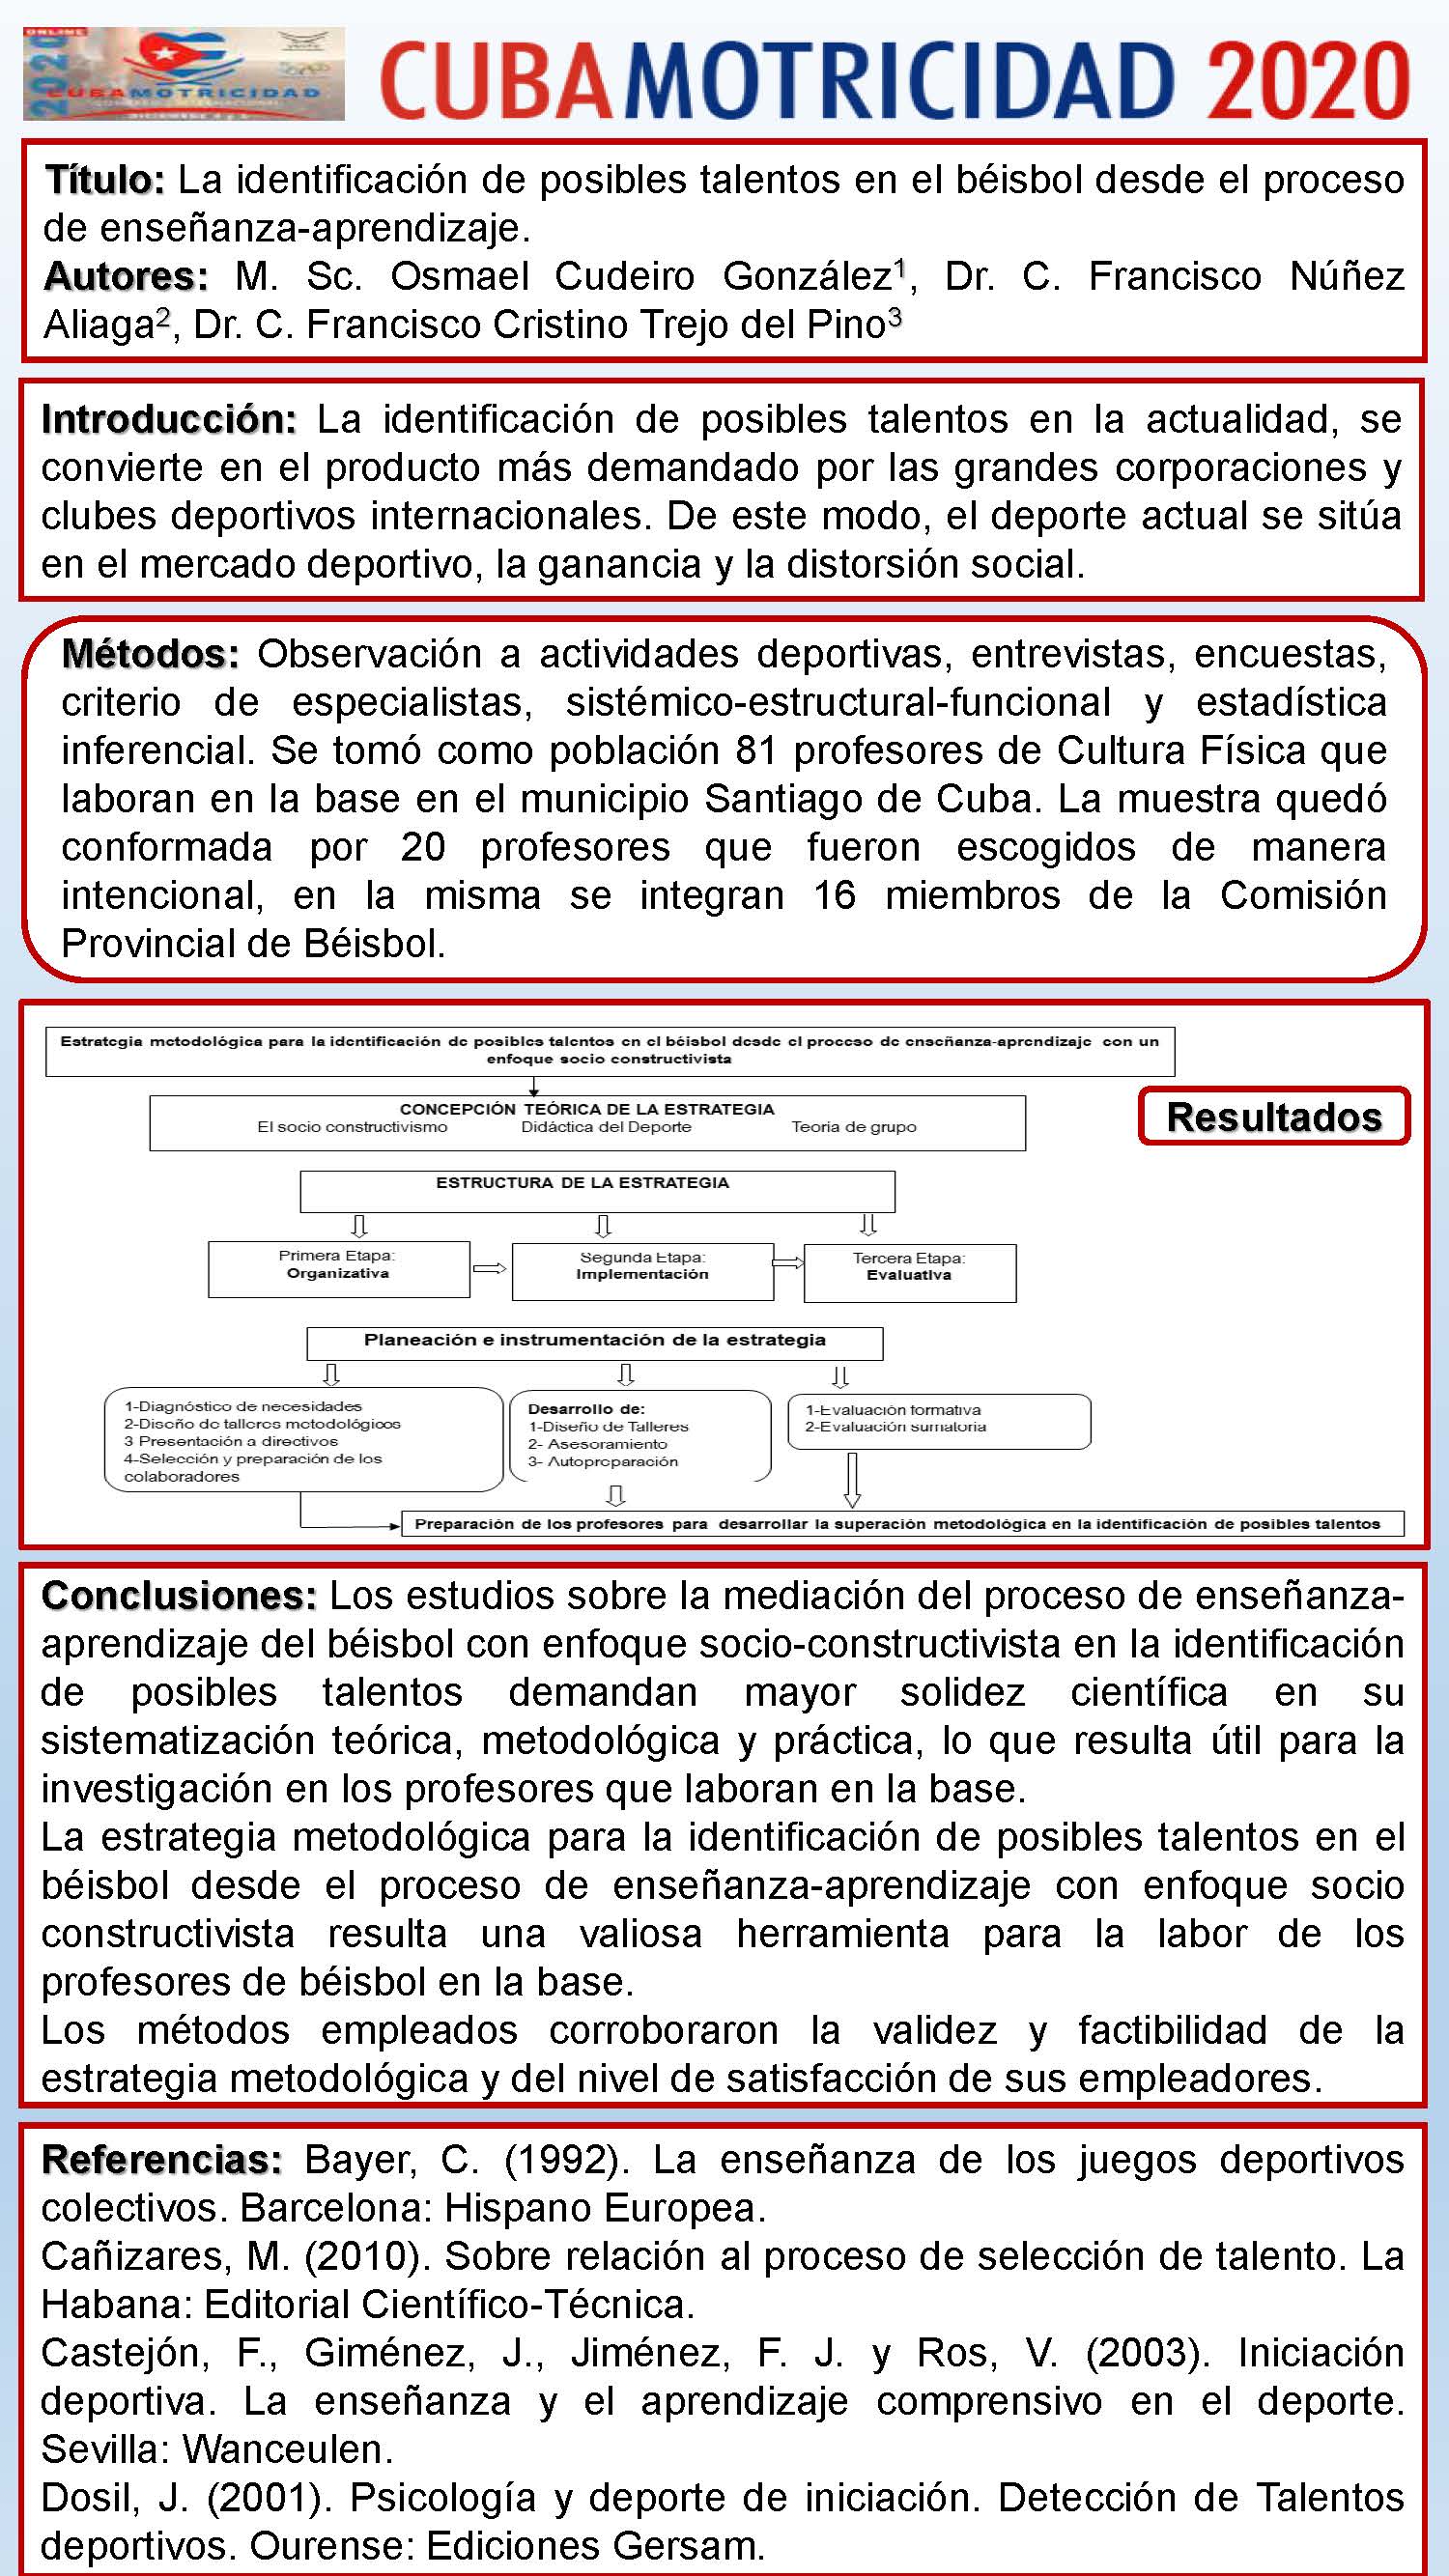 ONLINE
2020
CUBAMOTRICIDAD
CUBAMOTRICIDAD 2020
Título: La identificación de posibles talentos en el béisbol desde el proceso
de enseñanza-aprendizaje.
Autores: M. Sc. Osmael Cudeiro González¹, Dr. C. Francisco Núñez
Aliaga², Dr. C. Francisco Cristino Trejo del Pino³
Introducción: La identificación de posibles talentos en la actualidad, se
convierte en el producto más demandado por las grandes corporaciones y
clubes deportivos internacionales. De este modo, el deporte actual se sitúa
en el mercado deportivo, la ganancia y la distorsión social.
Métodos: Observación a actividades deportivas, entrevistas, encuestas,
criterio de especialistas, sistémico-estructural-funcional y estadística
inferencial. Se tomó como población 81 profesores de Cultura Física que
laboran en la base en el municipio Santiago de Cuba. La muestra quedó
conformada por 20 profesores que fueron escogidos de manera
intencional, en la misma se integran 16 miembros de la Comisión
Provincial de Béisbol.
Estrategia metodológica para la identificación de posibles talentos en el béisbol desde el proceso de enseñanza-aprendizaje con un
enfoque socio constructivista
Resultados
CONCEPCIÓN TEÓRICA DE LA ESTRATEGIA
El socio constructivismo Didáctica del Deporte Teoría de grupo
ESTRUCTURA DE LA ESTRATEGIA
Primera Etapa:
Organizativa
Segunda Etapa:
Implementación
Tercera Etapa:
Evaluativa
Planeación e instrumentación de la estrategia
1-Diagnóstico de necesidades
2-Diseño de talleres metodológicos
3 Presentación a directivos
4-Selección y preparación de los
colaboradores
Desarrollo de:
1-Diseño de Talleres
2- Asesoramiento
3- Autopreparación
1-Evaluación formativa
2-Evaluación sumatoria
Preparación de los profesores para desarrollar la superación metodológica en la identificación de posibles talentos
Conclusiones: Los estudios sobre la mediación del proceso de enseñanza-
aprendizaje del béisbol con enfoque socio-constructivista en la identificación
de posibles talentos demandan mayor solidez científica en su
sistematización teórica, metodológica y práctica, lo que resulta útil para la
investigación en los profesores que laboran en la base.
La estrategia metodológica para la identificación de posibles talentos en el
béisbol desde el proceso de enseñanza-aprendizaje con enfoque socio
constructivista resulta una valiosa herramienta para la labor de los
profesores de béisbol en la base.
Los métodos empleados corroboraron la validez y factibilidad de la
estrategia metodológica y del nivel de satisfacción de sus empleadores.
Referencias: Bayer, C. (1992). La enseñanza de los juegos deportivos
colectivos. Barcelona: Hispano Europea.
Cañizares, M. (2010). Sobre relación al proceso de selección de talento. La
Habana: Editorial Científico-Técnica.
Castejón, F., Giménez, J., Jiménez, F. J. y Ros, V. (2003). Iniciación
deportiva. La enseñanza y el aprendizaje comprensivo en el deporte.
Sevilla: Wanceulen.
Dosil, J. (2001). Psicología y deporte de iniciación. Detección de Talentos
deportivos. Ourense: Ediciones Gersam.